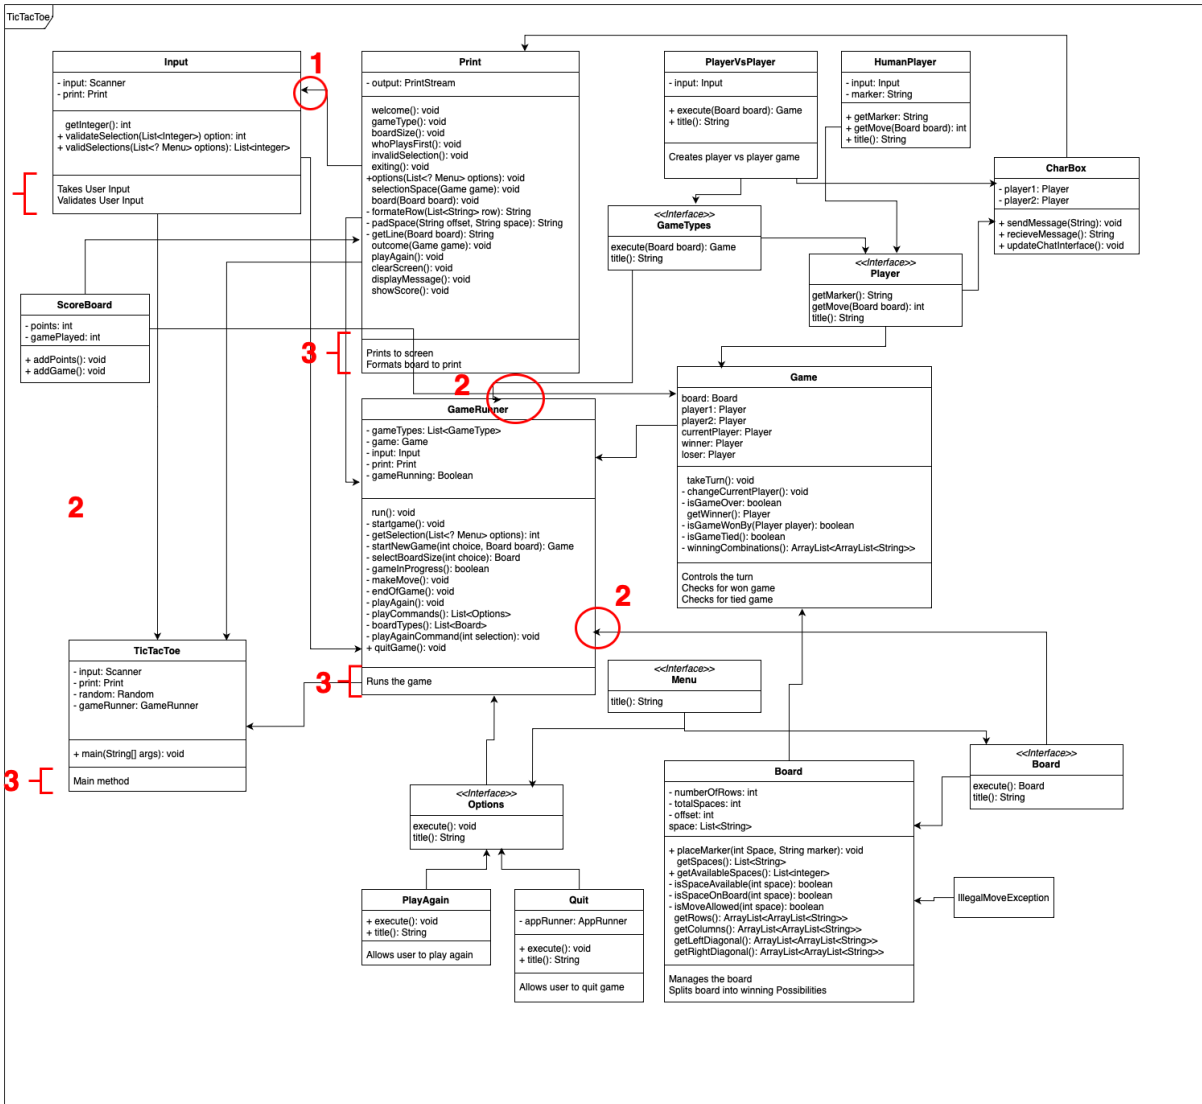 TicTacToe
Input
- input: Scanner
- print: Print
getInteger(): int
+ validateSelection(List<Integer>) option: int
+ validSelections(List<? Menu> options): List<integer>
Takes User Input
Validates User Input
1
Print
- output: PrintStream
welcome(): void
gameType(): void
boardSize(): void
whoPlaysFirst(): void
invalidSelection(): void
exiting(): void
+options(List<? Menu> options): void
selectionSpace(Game game): void
board(Board board): void
- formateRow(List<String> row): String
- padSpace(String offset, String space): String
- getLine(Board board): String
outcome(Game game): void
playAgain(): void
clearScreen(): void
displayMessage(): void
showScore(): void
3
Prints to screen
Formats board to print
PlayerVsPlayer
- input: Input
+ execute(Board board): Game
+ title(): String
Creates player vs player game
HumanPlayer
- input: Input
- marker: String
+ getMarker: String
+ getMove(Board board): int
+ title(): String
CharBox
- player1: Player
- player2: Player
+ sendMessage(String): void
+ recieveMessage(): String
+ updateChatInterface(): void
<<Interface>>
GameTypes
execute(Board board): Game
title(): String
<<Interface>>
Player
getMarker(): String
getMove(Board board): int
title(): String
ScoreBoard
- points: int
- gamePlayed: int
+ addPoints(): void
+ addGame(): void
2
GameRunner
- gameTypes: List<GameType>
- game: Game
- input: Input
- print: Print
- gameRunning: Boolean
run(): void
- startgame(): void
- getSelection(List<? Menu> options): int
- startNewGame(int choice, Board board): Game
- selectBoardSize(int choice): Board
- gameInProgress(): boolean
- makeMove(): void
- endOfGame(): void
- playAgain(): void
- playCommands(): List<Options>
- boardTypes(): List<Board>
- playAgainCommand(int selection): void
+ quitGame(): void
3
Runs the game
Game
board: Board
player1: Player
player2: Player
currentPlayer: Player
winner: Player
loser: Player
takeTurn(): void
- changeCurrentPlayer(): void
- isGameOver: boolean
getWinner(): Player
- isGameWonBy(Player player): boolean
- isGameTied(): boolean
- winningCombinations(): ArrayList<ArrayList<String>>
Controls the turn
Checks for won game
Checks for tied game
2
2
TicTacToe
- input: Scanner
- print: Print
- random: Random
- gameRunner: GameRunner
+ main(String[] args): void
3
Main method
<<Interface>>
Menu
title(): String
<<Interface>>
Board
execute(): Board
title(): String
<<Interface>>
Options
execute(): void
title(): String
Board
- numberOfRows: int
- totalSpaces: int
- offset: int
space: List<String>
+ placeMarker(int Space, String marker): void
getSpaces(): List<String>
+ getAvailableSpaces(): List<integer>
- isSpaceAvailable(int space): boolean
- isSpaceOnBoard(int space): boolean
- isMoveAllowed(int space): boolean
getRows(): ArrayList<ArrayList<String>>
getColumns(): ArrayList<ArrayList<String>>
getLeftDiagonal(): ArrayList<ArrayList<String>>
getRightDiagonal(): ArrayList<ArrayList<String>>
Manages the board
Splits board into winning Possibilities
IllegalMoveException
PlayAgain
+ execute(): void
+ title(): String
Allows user to play again
Quit
- appRunner: AppRunner
+ execute(): void
+ title(): String
Allows user to quit game